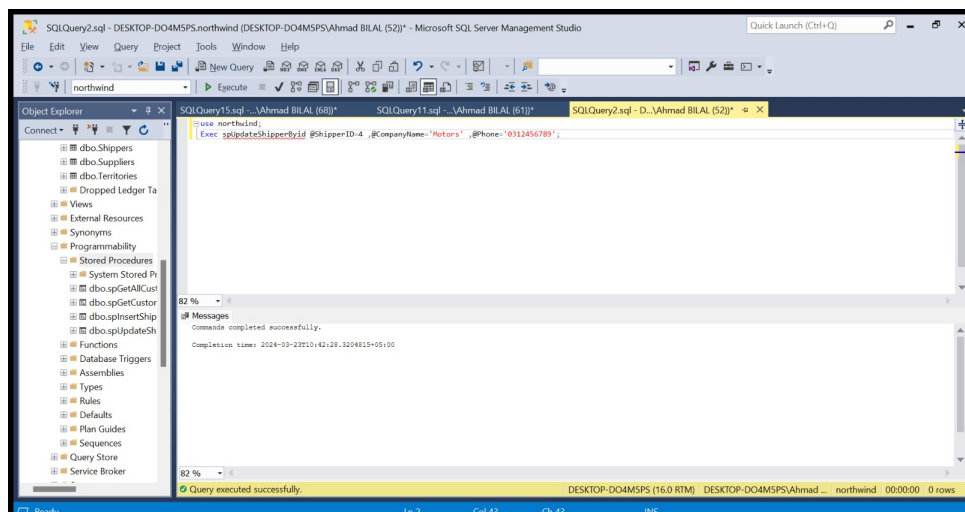 SQLQuery2.sql - DESKTOP-DO4M5PS.northwind (DESKTOP-DO4M5PS\Ahmad BILAL (52))* - Microsoft SQL Server Management Studio
Quick Launch (Ctrl+Q)
File Edit View Query Project Tools Window Help
New Query
northwind
Execute
Object Explorer
SQLQuery15.sql -...\Ahmad BILAL (68))* SQLQuery11.sql -...\Ahmad BILAL (61))* SQLQuery2.sql - D...\Ahmad BILAL (52))*
Connect
dbo.Shippers
dbo.Suppliers
dbo.Territories
Dropped Ledger Ta
Views
External Resources
Synonyms
Programmability
Stored Procedures
System Stored Pr
dbo.spGetAllCust
dbo.spGetCustor
dbo.spInsertShip
dbo.spUpdateSh
Functions
Database Triggers
Assemblies
Types
Rules
Defaults
Plan Guides
Sequences
Query Store
Service Broker
use northwind;
Exec spUpdateShipperByid @ShipperID=4 ,@CompanyName='Motors' ,@Phone='0312456789';
82 %
Messages
Commands completed successfully.
Completion time: 2024-03-23T10:42:28.3204815+05:00
82 %
Query executed successfully. DESKTOP-DO4M5PS (16.0 RTM) DESKTOP-DO4M5PS\Ahmad ... northwind 00:00:00 0 rows
Ready Ln 2 Col 43 Ch 43 INS